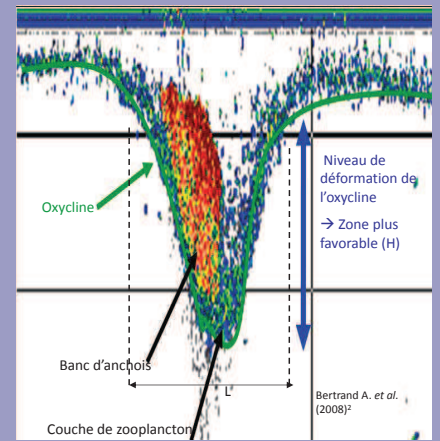 Niveau de
déformation de
l'oxycline
→ Zone plus
favorable (H)
Oxycline
Banc d'anchois
L
Bertrand A. et al.
(2008)²
Couche de zooplancton